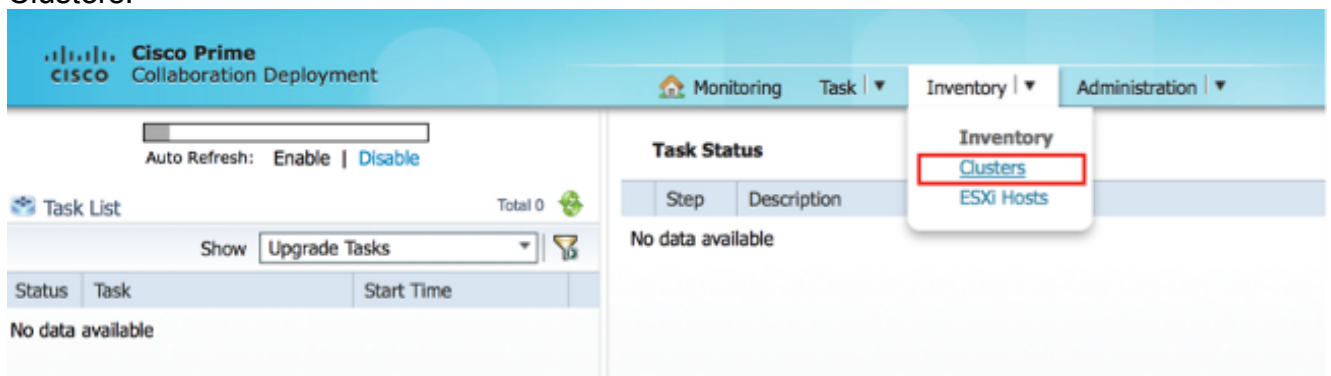 Clusters.
Cisco Prime
CISCO Collaboration Deployment
Monitoring Task Inventory Administration
Auto Refresh: Enable | Disable
Task List Total 0
Show Upgrade Tasks
Status Task Start Time
No data available
Task Status
Step Description
No data available
Inventory
Clusters
ESXi Hosts